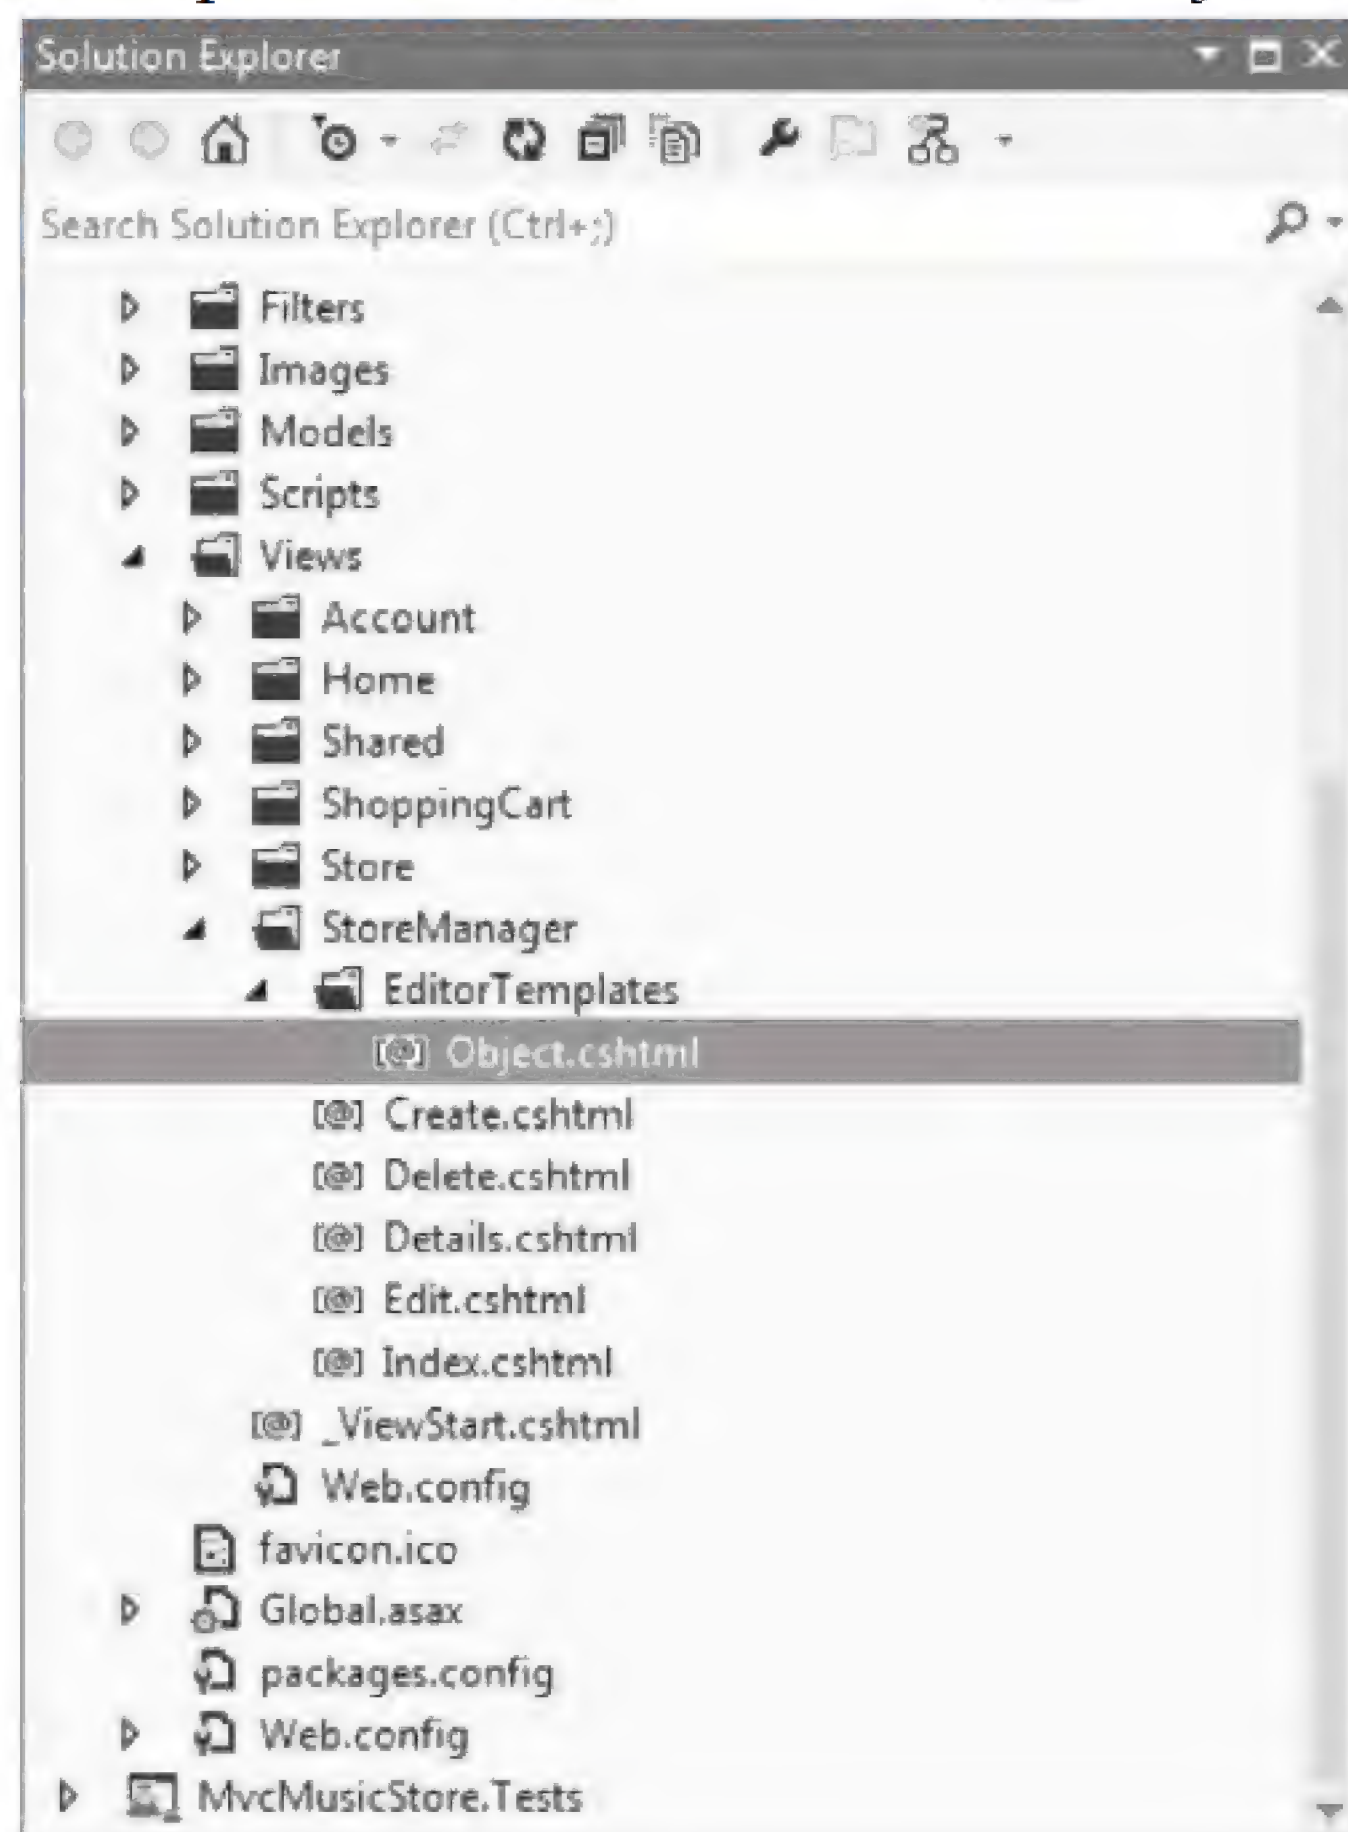 Solution Explorer
Search Solution Explorer (Ctrl+;)
Filters
Images
Models
Scripts
Views
Account
Home
Shared
ShoppingCart
Store
StoreManager
EditorTemplates
[@] Object.cshtml
[@] Create.cshtml
[@] Delete.cshtml
[@] Details.cshtml
[@] Edit.cshtml
[@] Index.cshtml
[@] _ViewStart.cshtml
Web.config
favicon.ico
Global.asax
packages.config
Web.config
MvcMusicStore.Tests